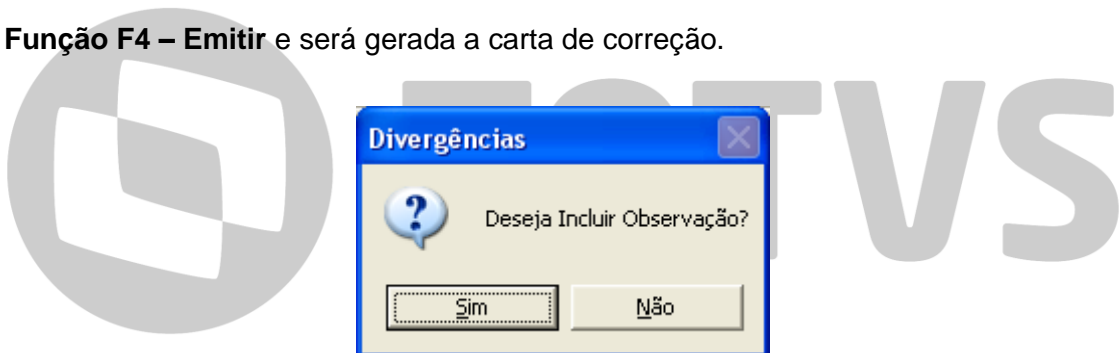 Função F4 – Emitir e será gerada a carta de correção.
TOTVS
Divergências
Deseja Incluir Observação?
Sim
Não